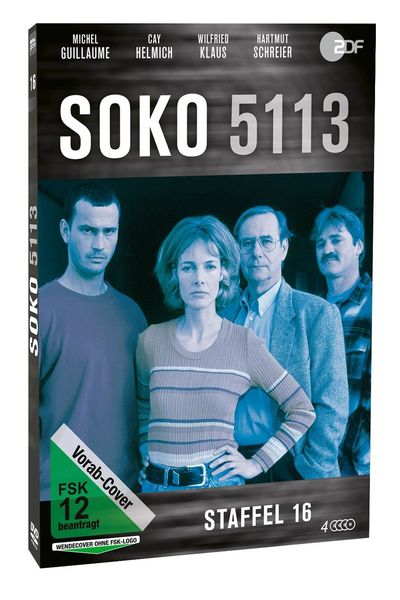 MICHEL GUILLAUME
CAY HELMICH
WILFRIED KLAUS
HARTMUT SCHREIER
ZDF
SOKO 5113
16
SOKO 5113
Vorab-Cover
FSK
12
beantragt
WENDECOVER OHNE FSK-LOGO
STAFFEL 16
4